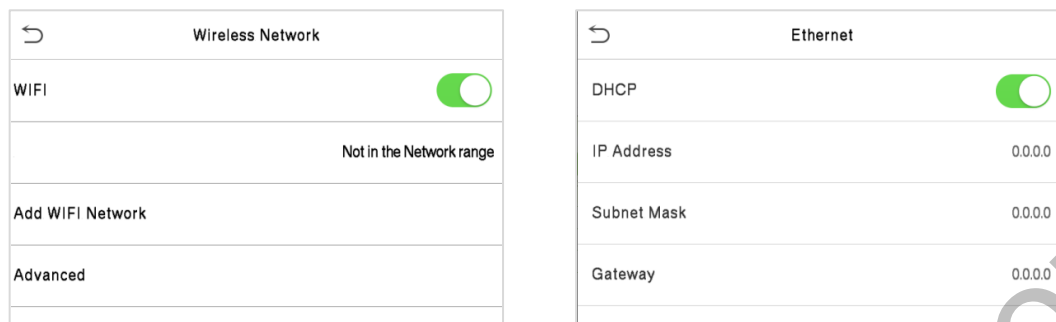 Wireless Network
WIFI
Not in the Network range
Add WIFI Network
Advanced
Ethernet
DHCP
IP Address 0.0.0.0
Subnet Mask 0.0.0.0
Gateway 0.0.0.0